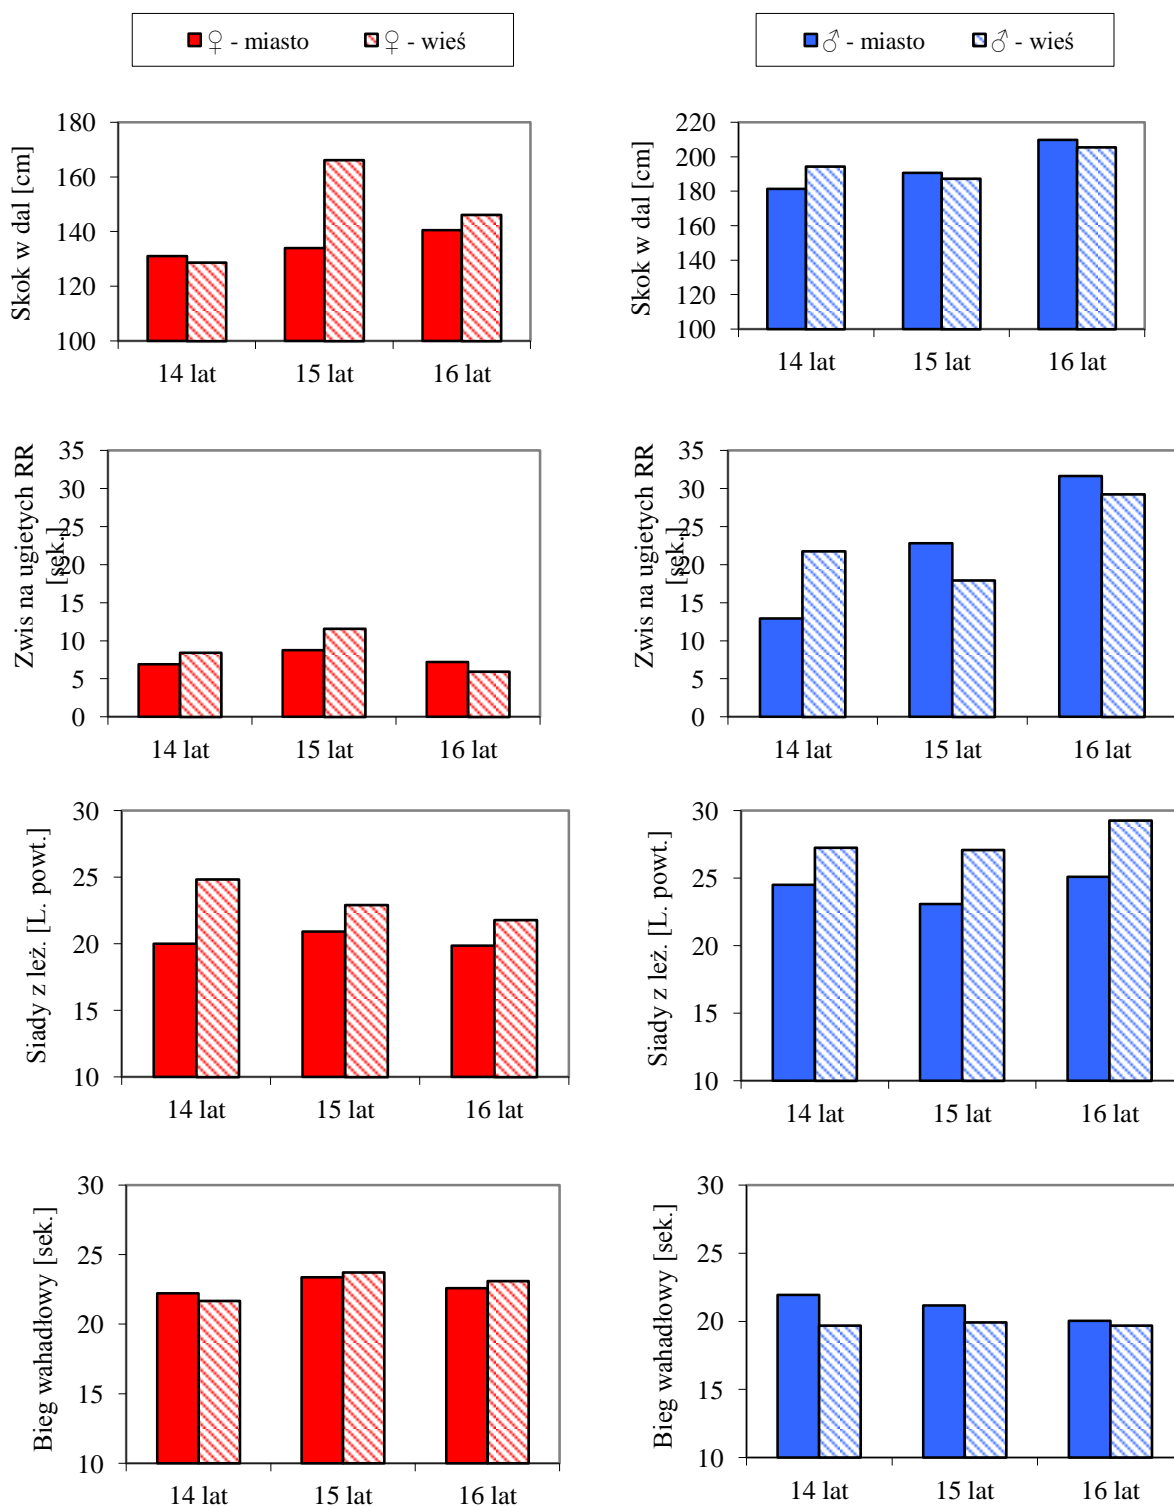 ♀ - miasto ♀ - wieś
♂ - miasto ♂ - wieś
Skok w dal [cm]
180
160
140
120
100
14 lat 15 lat 16 lat
Skok w dal [cm]
220
200
180
160
140
120
100
14 lat 15 lat 16 lat
Zwis na ugietych RR
[sek.]
35
30
25
20
15
10
5
0
14 lat 15 lat 16 lat
Zwis na ugietych RR
[sek.]
35
30
25
20
15
10
5
0
14 lat 15 lat 16 lat
Siady z leż. [L. powt.]
30
25
20
15
10
14 lat 15 lat 16 lat
Siady z leż. [L. powt.]
30
25
20
15
10
14 lat 15 lat 16 lat
Bieg wahadłowy [sek.]
30
25
20
15
10
14 lat 15 lat 16 lat
Bieg wahadłowy [sek.]
30
25
20
15
10
14 lat 15 lat 16 lat